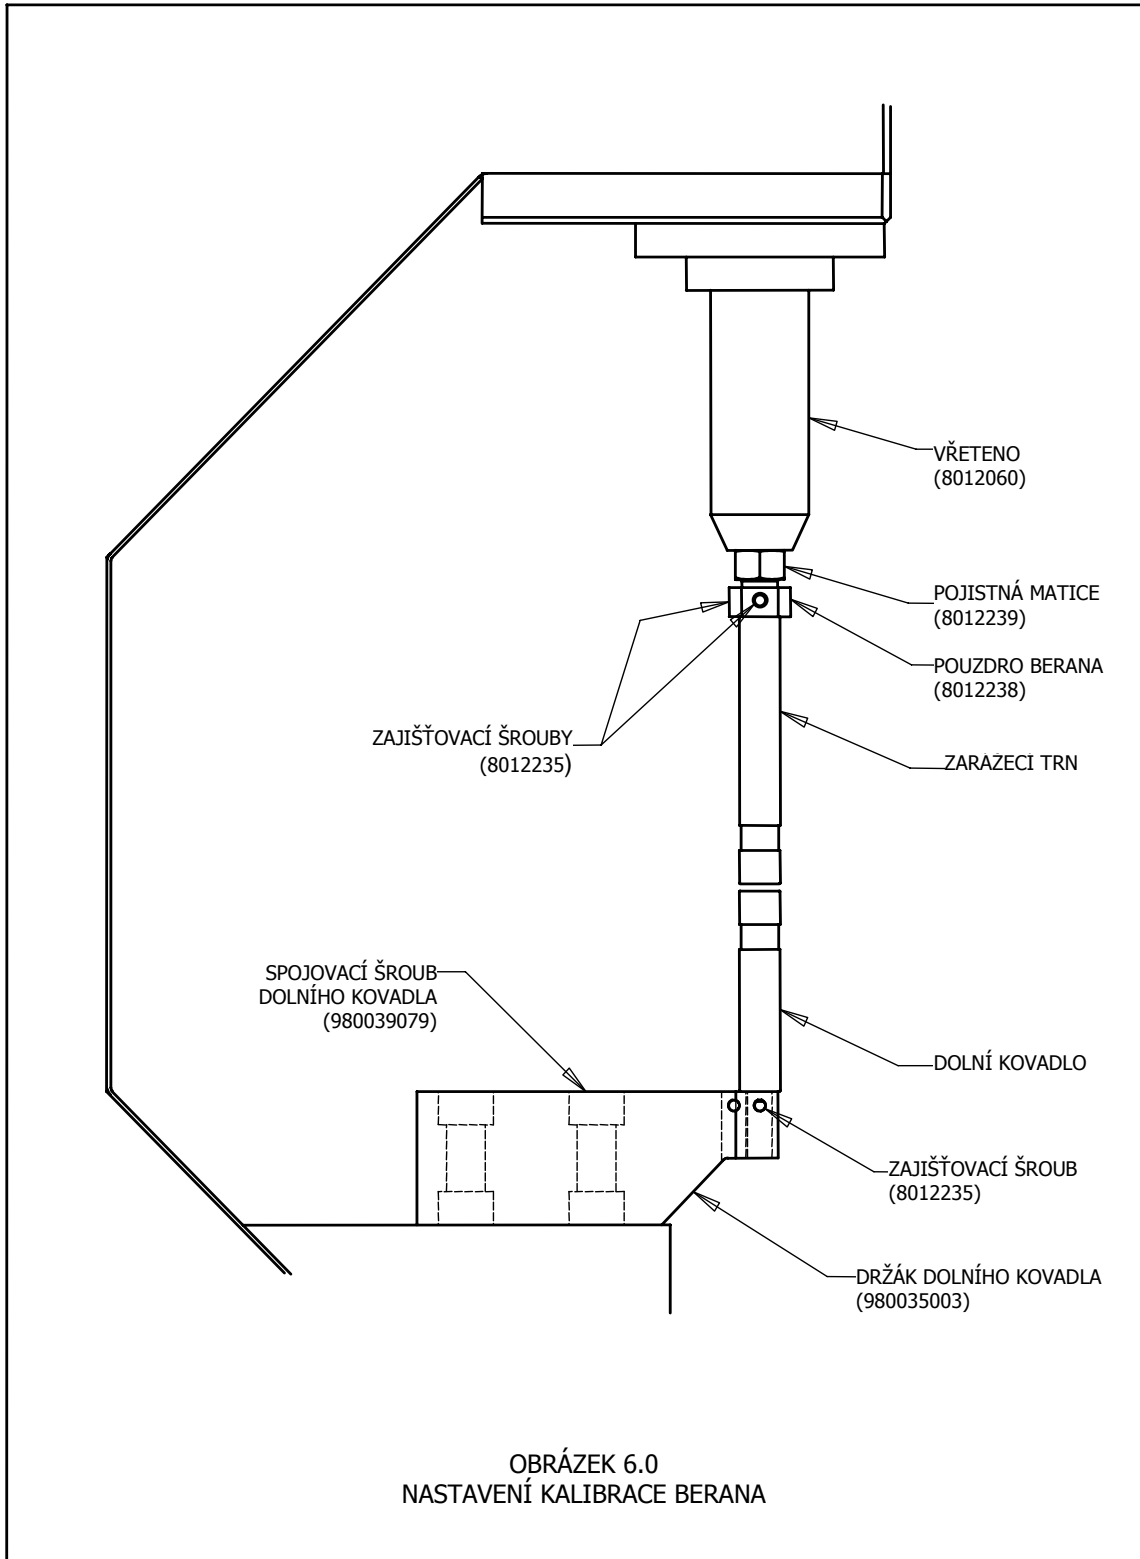 VŘETENO
(8012060)
POJISTNÁ MATICE
(8012239)
POUZDRO BERANA
(8012238)
ZAJIŠŤOVACÍ ŠROUBY
(8012235)
ZARÁŽECÍ TRN
SPOJOVACÍ ŠROUB
DOLNÍHO KOVADLA
(980039079)
DOLNÍ KOVADLO
ZAJIŠŤOVACÍ ŠROUB
(8012235)
DRŽÁK DOLNÍHO KOVADLA
(980035003)
OBRÁZEK 6.0
NASTAVENÍ KALIBRACE BERANA